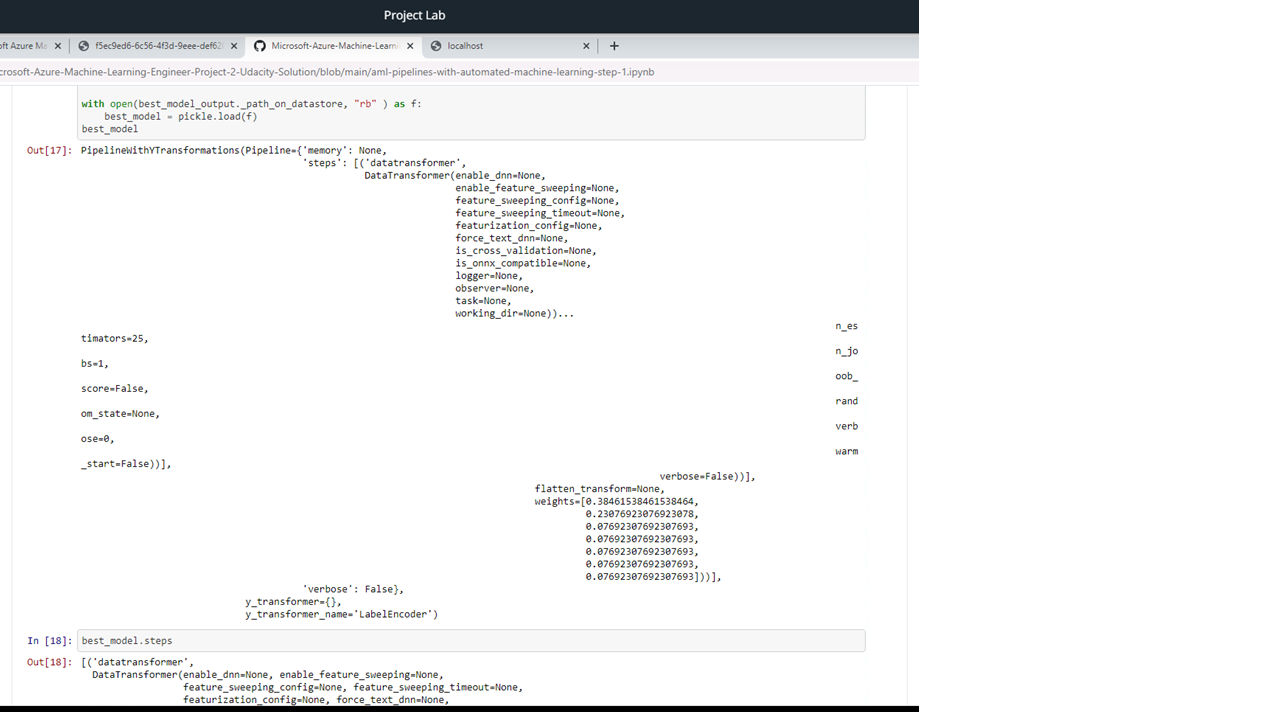 Project Lab
oft Azure Ma
f5ec9ed6-6c56-4f3d-9eee-def62
Microsoft-Azure-Machine-Learni
localhost
crosoft-Azure-Machine-Learning-Engineer-Project-2-Udacity-Solution/blob/main/aml-pipelines-with-automated-machine-learning-step-1.ipynb
with open(best_model_output._path_on_datastore, "rb" ) as f:
best_model = pickle.load(f)
best_model
Out[17]: PipelineWithYTransformations(Pipeline={'memory': None,
'steps': [('datatransformer',
DataTransformer(enable_dnn=None,
enable_feature_sweeping=None,
feature_sweeping_config=None,
feature_sweeping_timeout=None,
featurization_config=None,
force_text_dnn=None,
is_cross_validation=None,
is_onnx_compatible=None,
logger=None,
observer=None,
task=None,
working_dir=None))...
n_es
timators=25,
n_jo
bs=1,
oob_
score=False,
rand
om_state=None,
verb
ose=0,
warm
_start=False))],
verbose=False))],
flatten_transform=None,
weights=[0.38461538461538464,
0.23076923076923078,
0.07692307692307693,
0.07692307692307693,
0.07692307692307693,
0.07692307692307693,
0.07692307692307693]))],
'verbose': False},
y_transformer={},
y_transformer_name='LabelEncoder')
In [18]: best_model.steps
Out[18]: [('datatransformer',
DataTransformer(enable_dnn=None, enable_feature_sweeping=None,
feature_sweeping_config=None, feature_sweeping_timeout=None,
featurization_config=None, force_text_dnn=None,